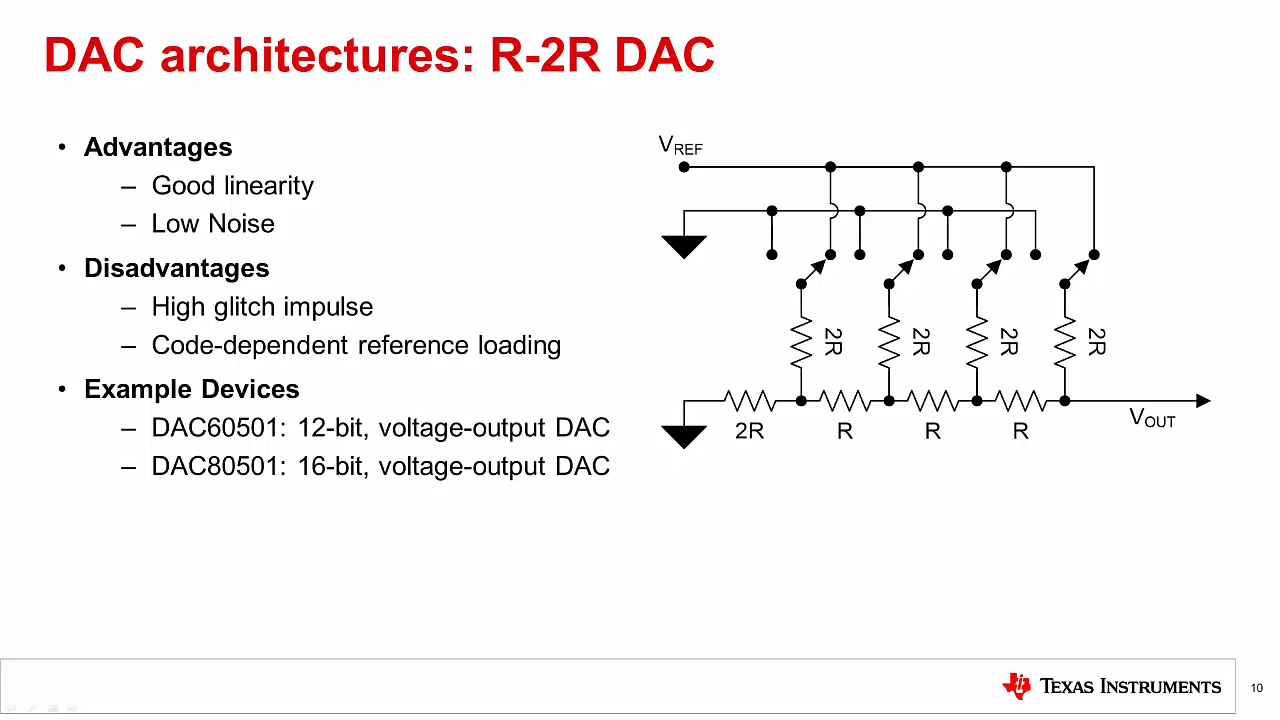 DAC architectures: R-2R DAC
• Advantages
– Good linearity
– Low Noise
• Disadvantages
– High glitch impulse
– Code-dependent reference loading
• Example Devices
– DAC60501: 12-bit, voltage-output DAC
– DAC80501: 16-bit, voltage-output DAC
VREF
2R
2R
2R
2R
2R
R
R
R
VOUT
TEXAS INSTRUMENTS
10